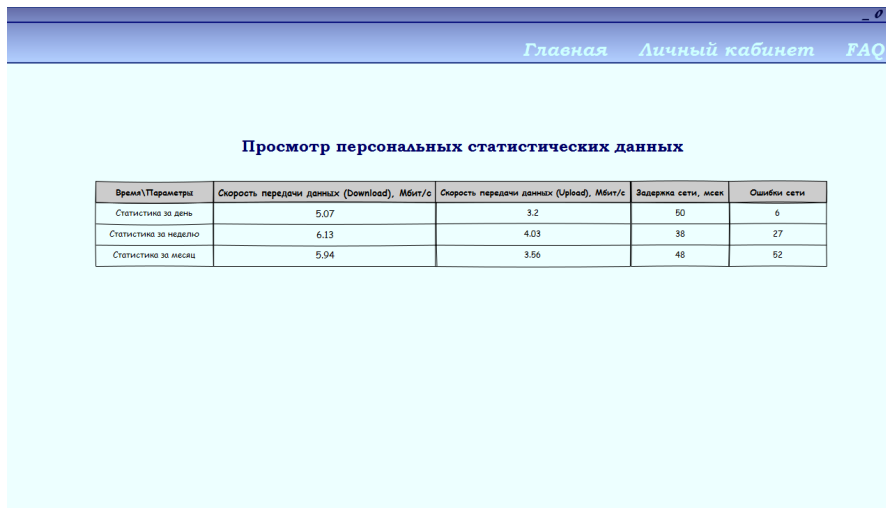 _ 0
Главная Личный кабинет FAQ
Просмотр персональных статистических данных
Время\Параметры Скорость передачи данных (Download), Мбит/с Скорость передачи данных (Upload), Мбит/с Задержка сети, мсек Ошибки сети
Статистика за день 5.07 3.2 50 6
Статистика за неделю 6.13 4.03 38 27
Статистика за месяц 5.94 3.56 48 52